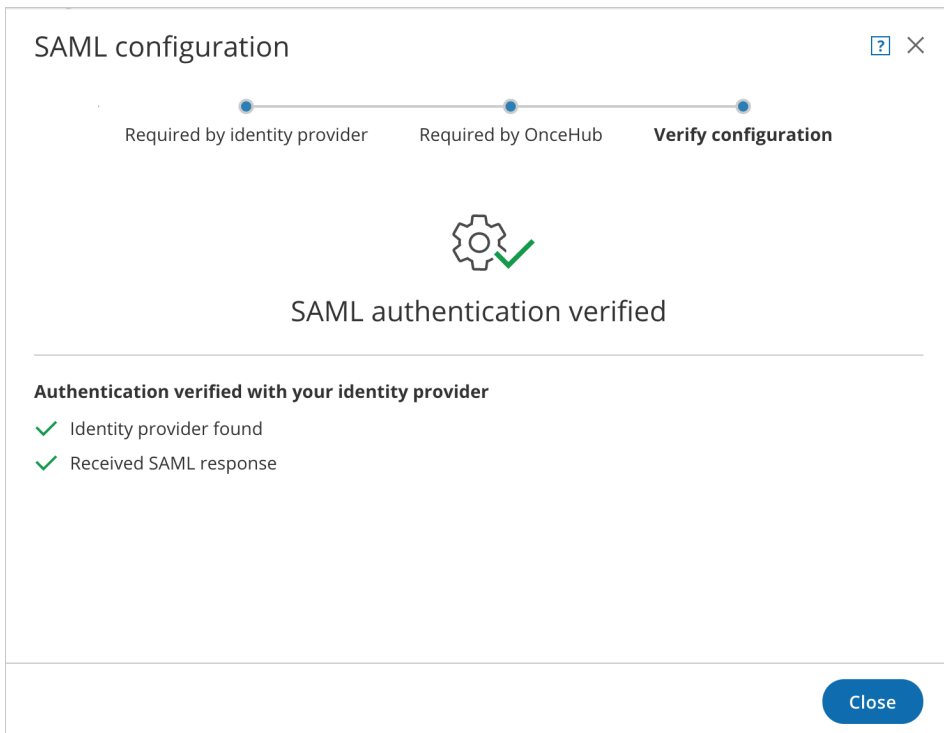 SAML configuration
?
Required by identity provider
Required by OnceHub
Verify configuration
SAML authentication verified
Authentication verified with your identity provider
Identity provider found
Received SAML response
Close